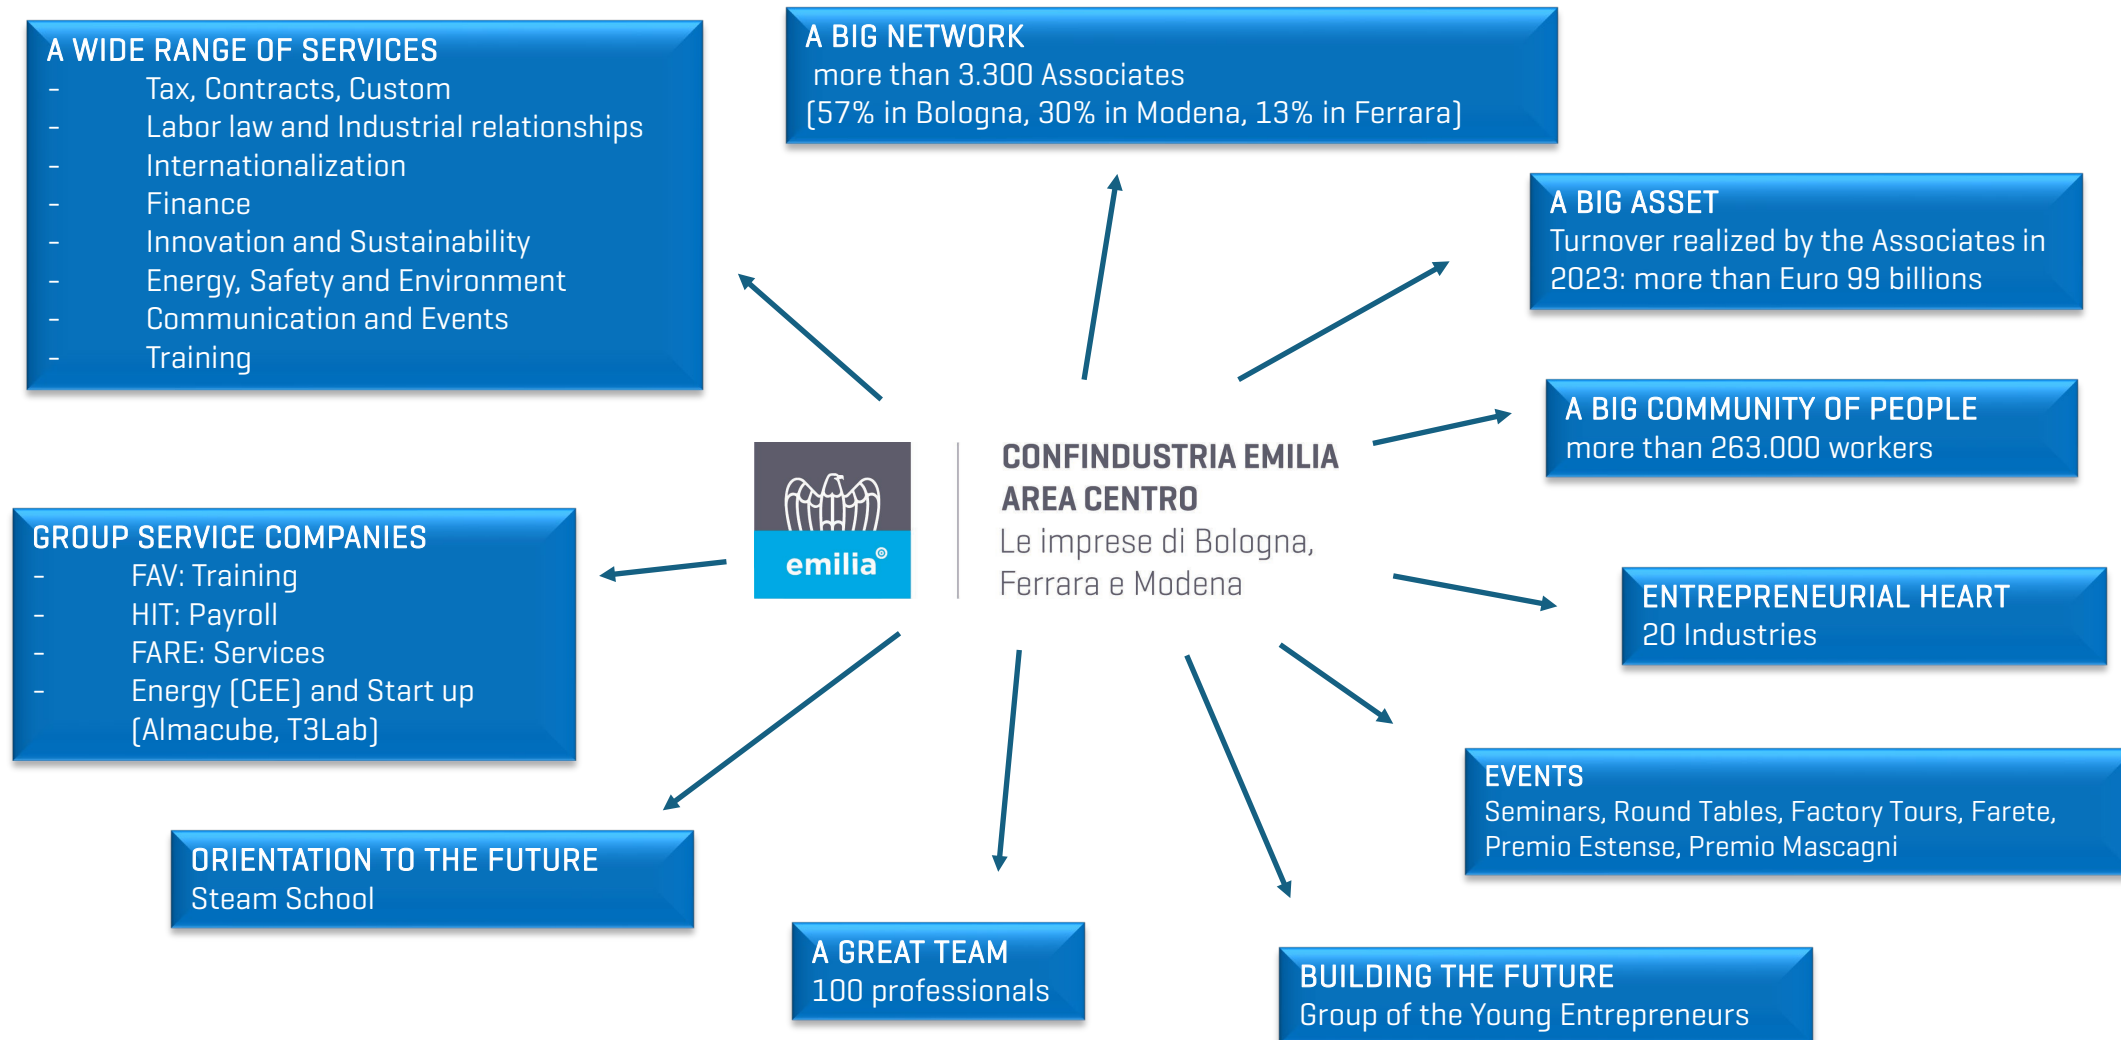 A WIDE RANGE OF SERVICES
- Tax, Contracts, Custom
- Labor law and Industrial relationships
- Internationalization
- Finance
- Innovation and Sustainability
- Energy, Safety and Environment
- Communication and Events
- Training
A BIG NETWORK
more than 3.300 Associates
(57% in Bologna, 30% in Modena, 13% in Ferrara)
A BIG ASSET
Turnover realized by the Associates in
2023: more than Euro 99 billions
A BIG COMMUNITY OF PEOPLE
more than 263.000 workers
emilia
CONFINDUSTRIA EMILIA
AREA CENTRO
Le imprese di Bologna,
Ferrara e Modena
GROUP SERVICE COMPANIES
- FAV: Training
- HIT: Payroll
- FARE: Services
- Energy (CEE) and Start up
(Almacube, T3Lab)
ENTREPRENEURIAL HEART
20 Industries
EVENTS
Seminars, Round Tables, Factory Tours, Farete,
Premio Estense, Premio Mascagni
ORIENTATION TO THE FUTURE
Steam School
A GREAT TEAM
100 professionals
BUILDING THE FUTURE
Group of the Young Entrepreneurs